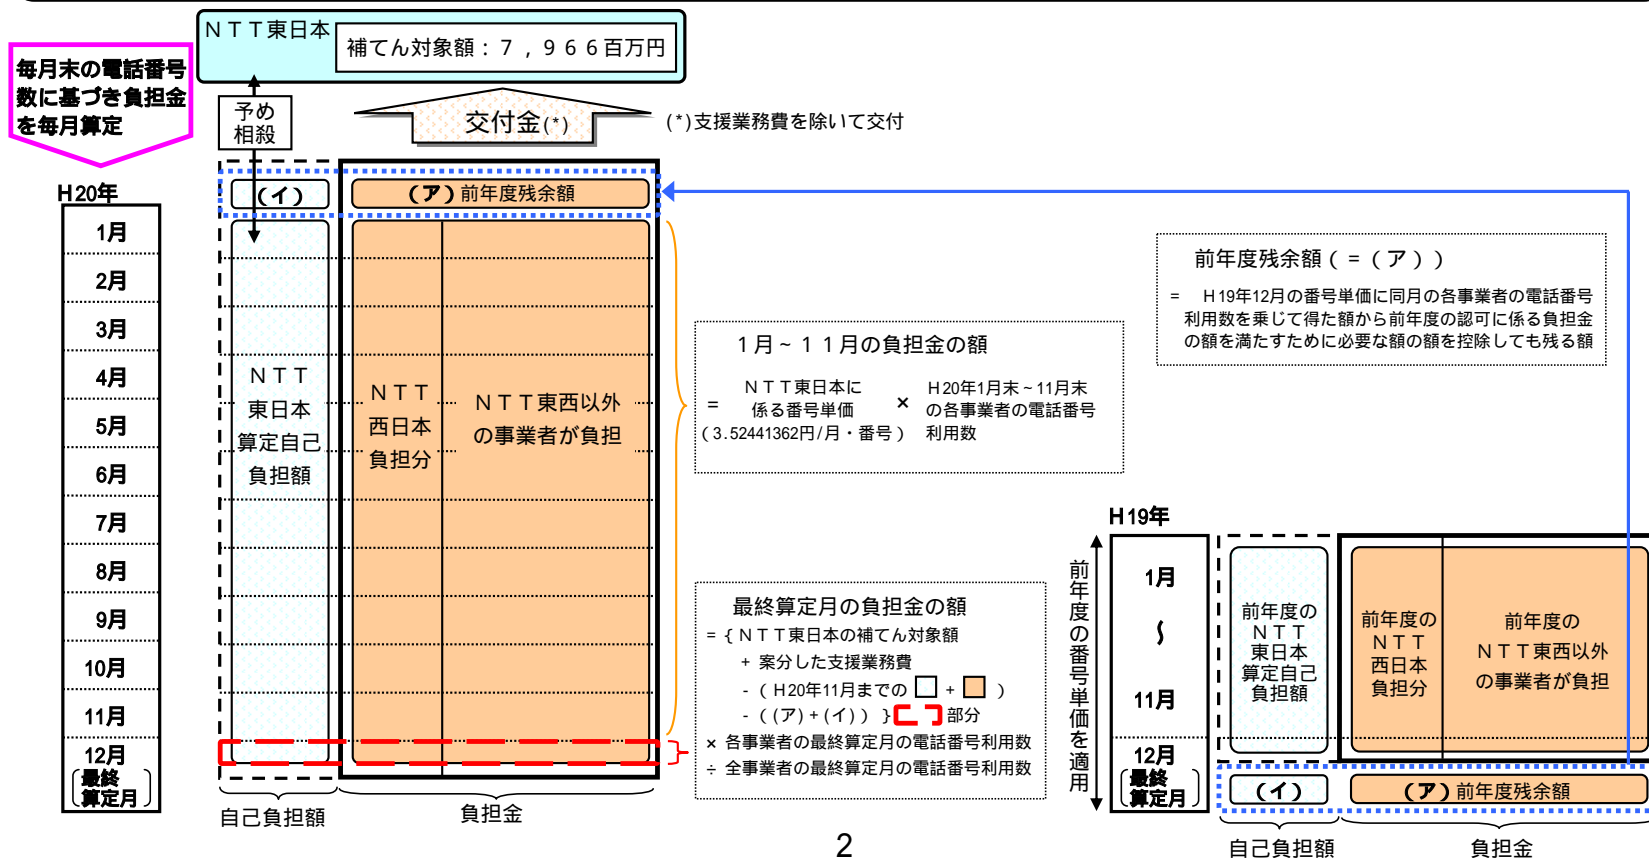 ＮＴＴ東日本
補てん対象額：７，９６６百万円
毎月末の電話番号
数に基づき負担金
を毎月算定
予め
相殺
交付金(*)
(*)支援業務費を除いて交付
H20年
1月
2月
3月
4月
5月
6月
7月
8月
9月
10月
11月
12月
最終
算定月
（イ）
（ア）前年度残余額
ＮＴＴ
東日本
算定自己
負担額
ＮＴＴ
西日本
負担分
ＮＴＴ東西以外
の事業者が負担
自己負担額
負担金
1月~11月の負担金の額
=
ＮＴＴ東日本に
係る番号単価
（3.52441362円/月・番号）
×
H20年1月末~11月末
の各事業者の電話番号
利用数
最終算定月の負担金の額
= {ＮＴＴ東日本の補てん対象額
+ 案分した支援業務費
- （H20年11月までの□ + □ ）
- （(ア)+(イ)） } 部分
× 各事業者の最終算定月の電話番号利用数
÷ 全事業者の最終算定月の電話番号利用数
前年度残余額（=（ア））
= H19年12月の番号単価に同月の各事業者の電話番号
利用数を乗じて得た額から前年度の認可に係る負担金
の額を満たすために必要な額の額を控除しても残る額
H19年
前年度の番号単価を適用
1月
～
11月
12月
最終
算定月
前年度の
ＮＴＴ
東日本
算定自己
負担額
前年度の
ＮＴＴ
西日本
負担分
前年度の
ＮＴＴ東西以外
の事業者が負担
（イ）
（ア）前年度残余額
自己負担額
負担金
2